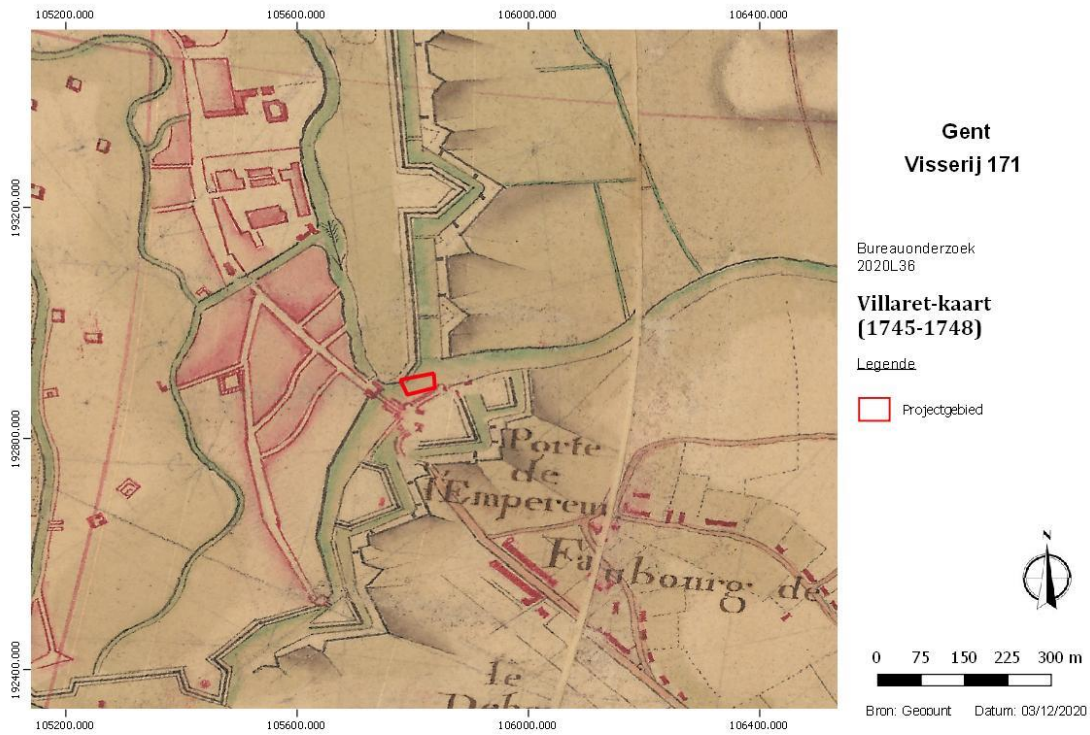 105200.000 105600.000 106000.000 106400.000
193200.000
192800.000
192400.000
Porte
de
l'Empereur
Faubourg de
le
105200.000 105600.000 106000.000 106400.000
Gent
Visserij 171
Bureauonderzoek
2020L36
Villaret-kaart
(1745-1748)
Legende
Projectgebied
N
0 75 150 225 300 m
Bron: Geopunt Datum: 03/12/2020